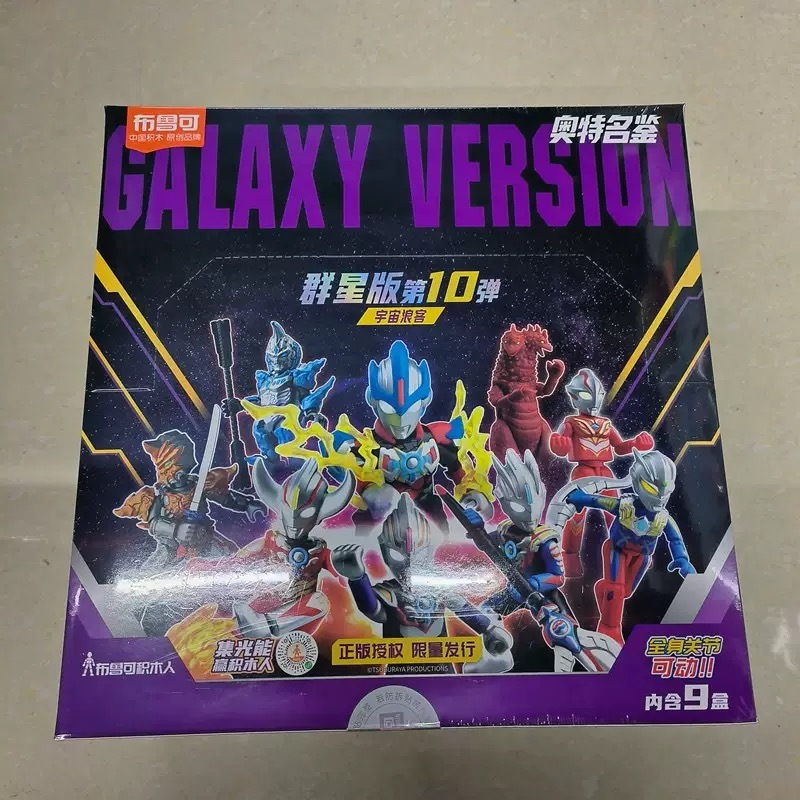 布鲁可
中国积木 原创品牌
奥特名鉴
GALAXY VERSION
群星版第10弹
宇宙浪客
布鲁可积木人
集光能
赢积木人
正版授权 限量发行
©TSUBURAYA PRODUCTIONS
全身关节
可动!!
内含9盒